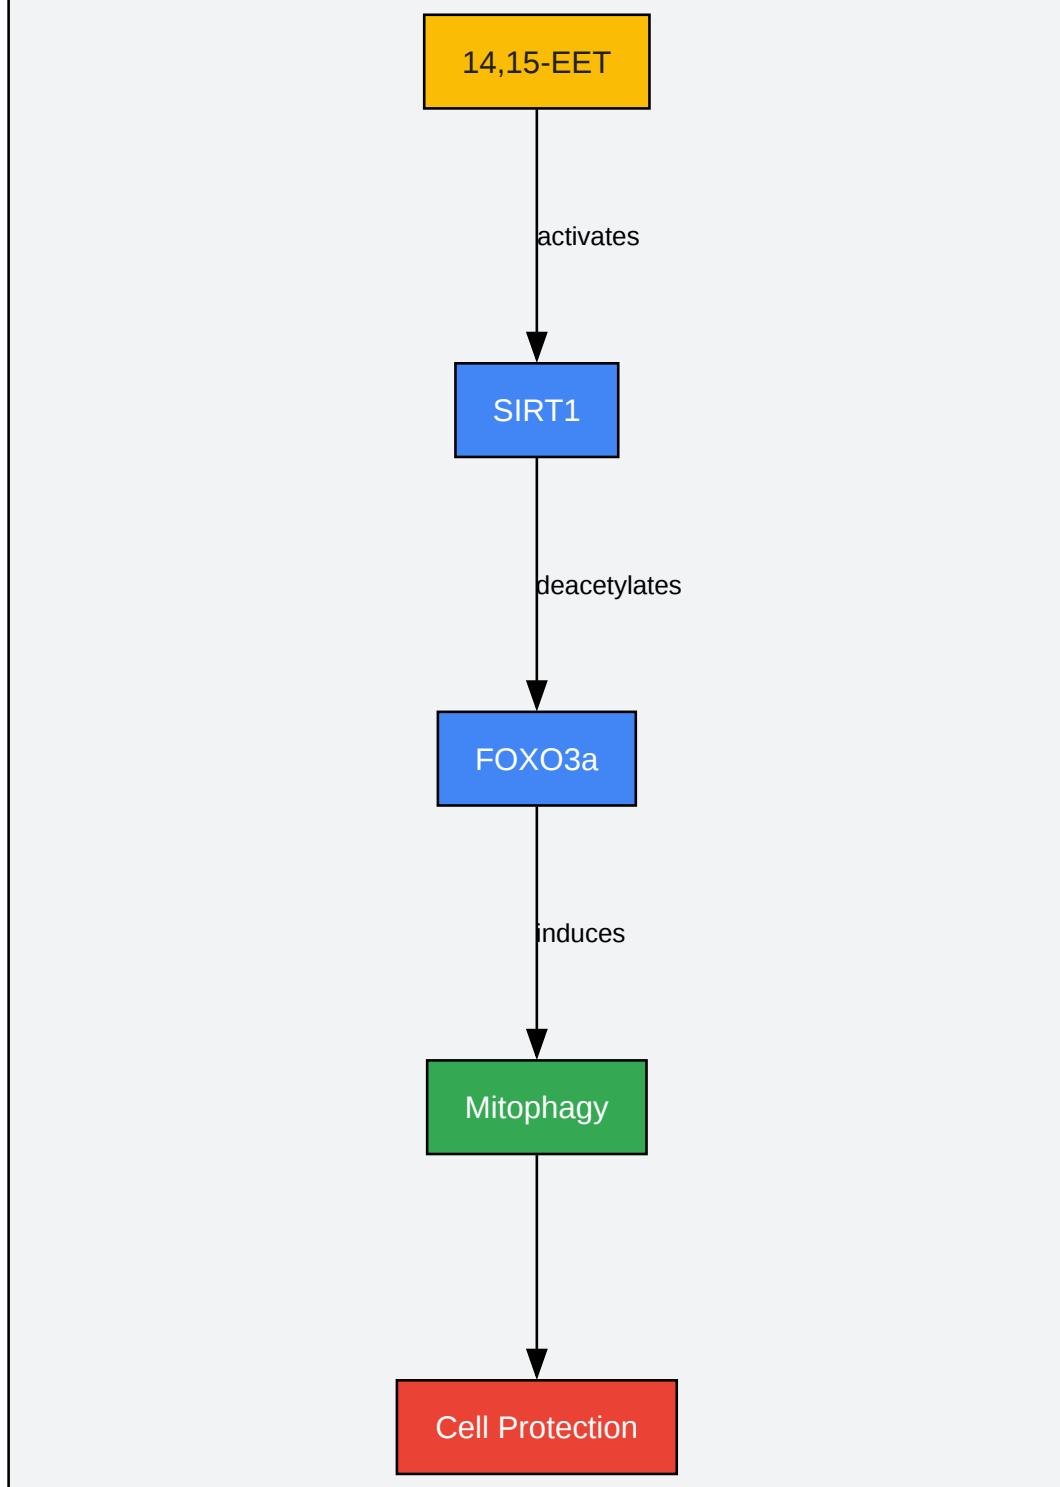 14,15-EET
activates
SIRT1
deacetylates
FOXO3a
induces
Mitophagy
Cell Protection